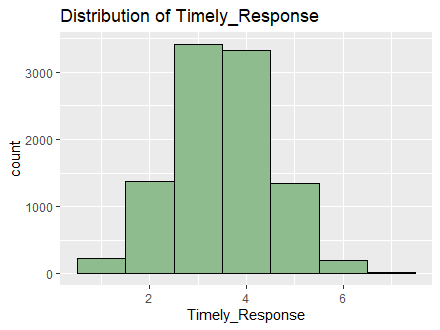 Distribution of Timely_Response
count
3000
2000
1000
0
2 4 6
Timely_Response